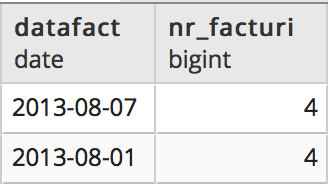 datafact nr_facturi
date bigint
2013-08-07 4
2013-08-01 4